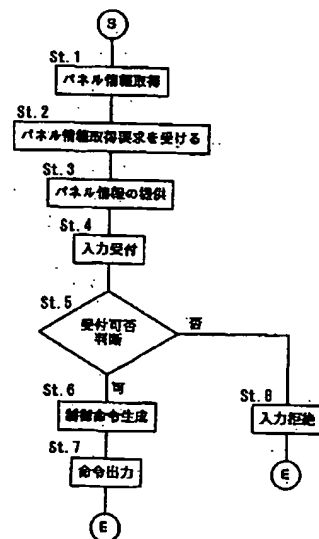 S
St.1
パネル情報取得
St.2
パネル情報取得要求を受ける
St.3
パネル情報の提供
St.4
入力受付
St.5
受付可否
判断
否
可
St.6
制御命令生成
St.8
入力拒絶
St.7
命令出力
E
E